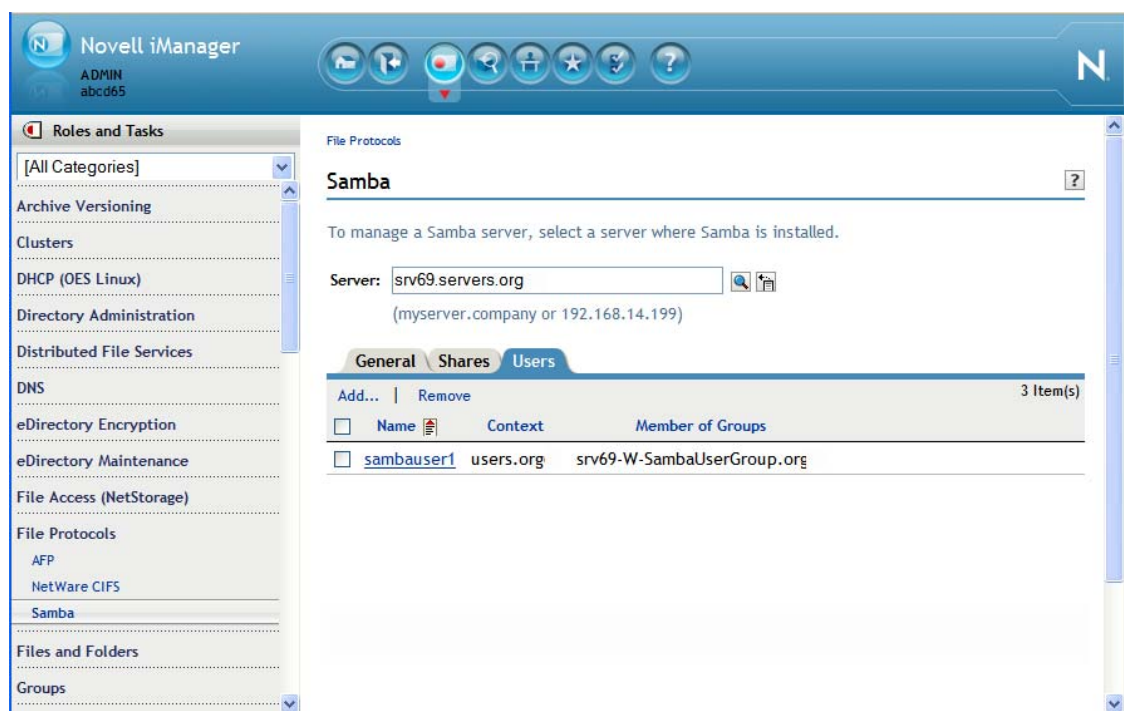 Novell iManager
ADMIN
abcd65
N
Roles and Tasks
[All Categories]
Archive Versioning
Clusters
DHCP (OES Linux)
Directory Administration
Distributed File Services
DNS
eDirectory Encryption
eDirectory Maintenance
File Access (NetStorage)
File Protocols
AFP
NetWare CIFS
Samba
Files and Folders
Groups
File Protocols
Samba
?
To manage a Samba server, select a server where Samba is installed.
Server: srv69.servers.org
(myserver.company or 192.168.14.199)
General Shares Users
Add... | Remove 3 Item(s)
Name Context Member of Groups
sambauser1 users.org srv69-W-SambaUserGroup.org